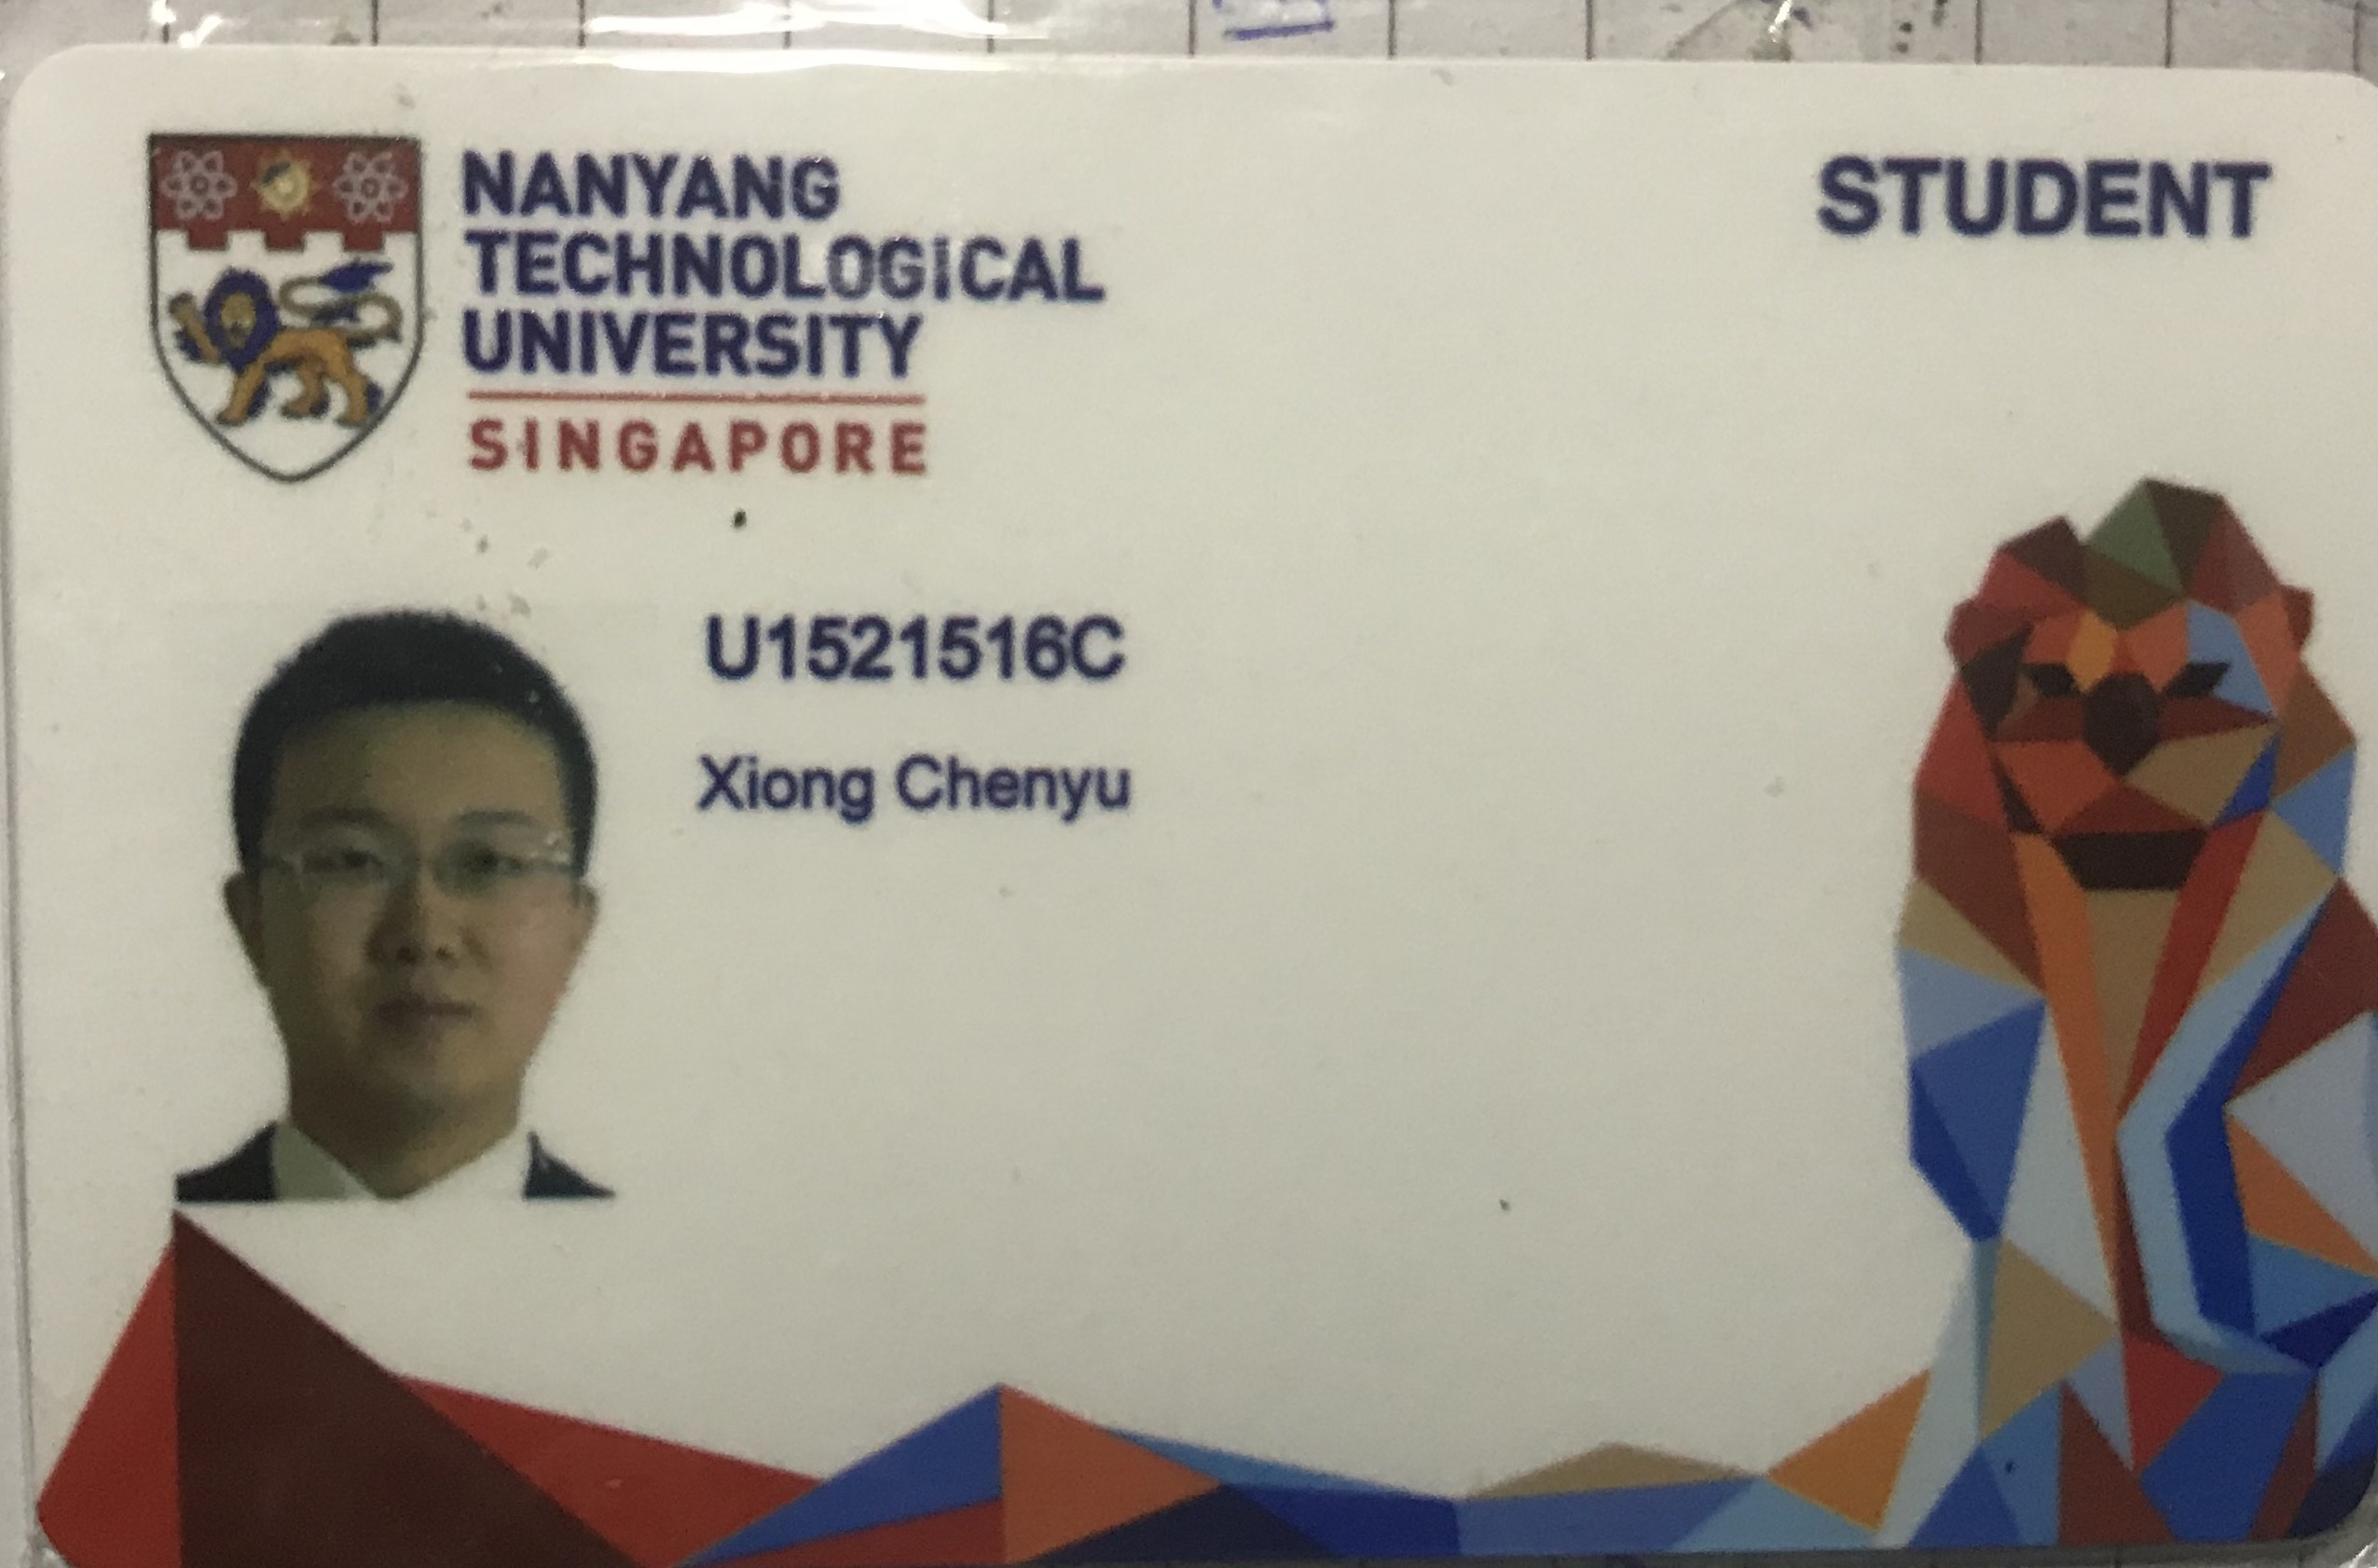 NANYANG
TECHNOLOGICAL
UNIVERSITY
SINGAPORE
STUDENT
U1521516C
Xiong Chenyu